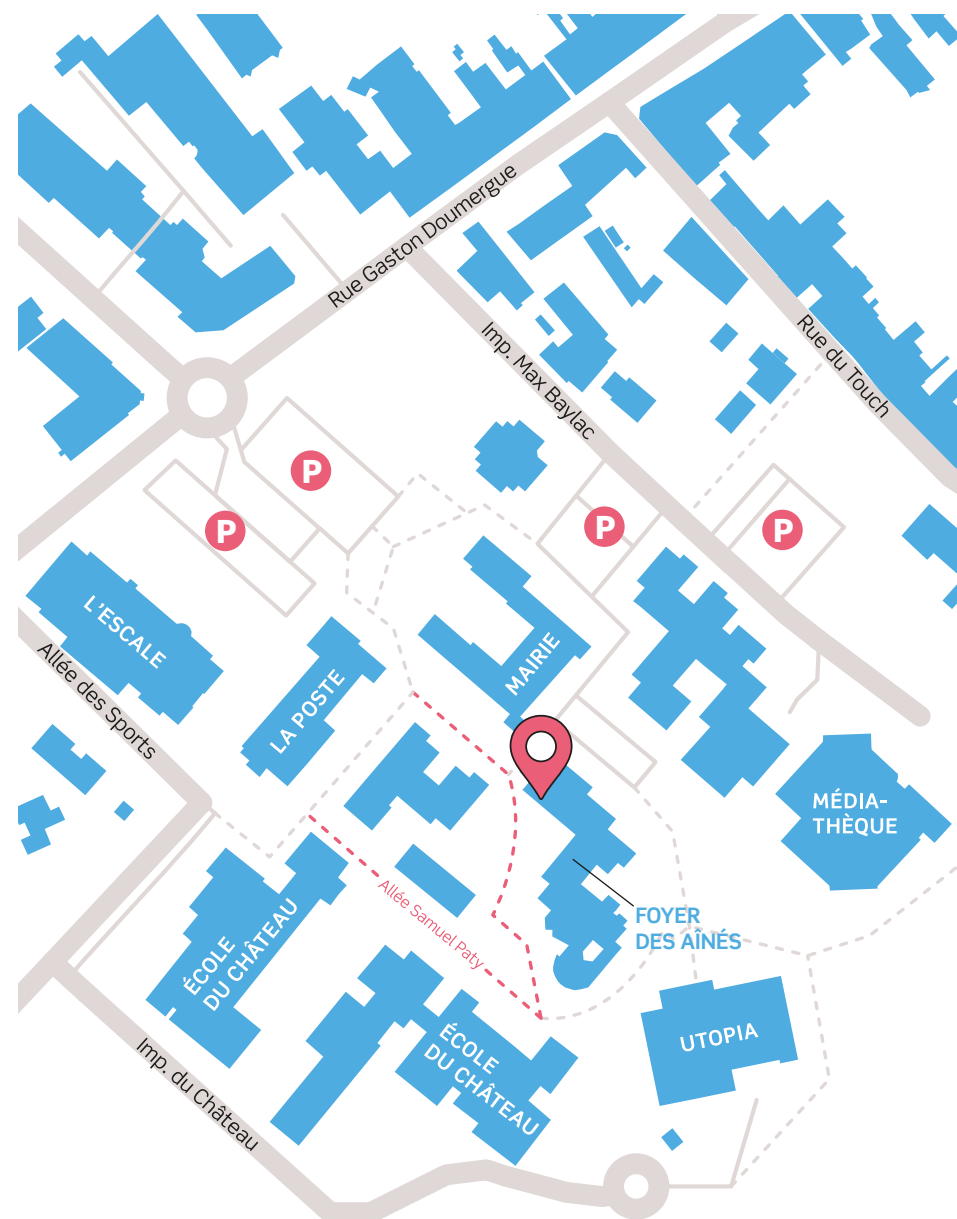 Rue Gaston Doumergue
Imp. Max Baylac
Rue du Touch
P
P
P
P
L'ESCALE
Allée des Sports
LA POSTE
MAIRIE
MÉDIA-
THÈQUE
Allée Samuel Paty
FOYER
DES AÎNÉS
ÉCOLE
DU CHÂTEAU
ÉCOLE
DU CHÂTEAU
UTOPIA
Imp. du Château